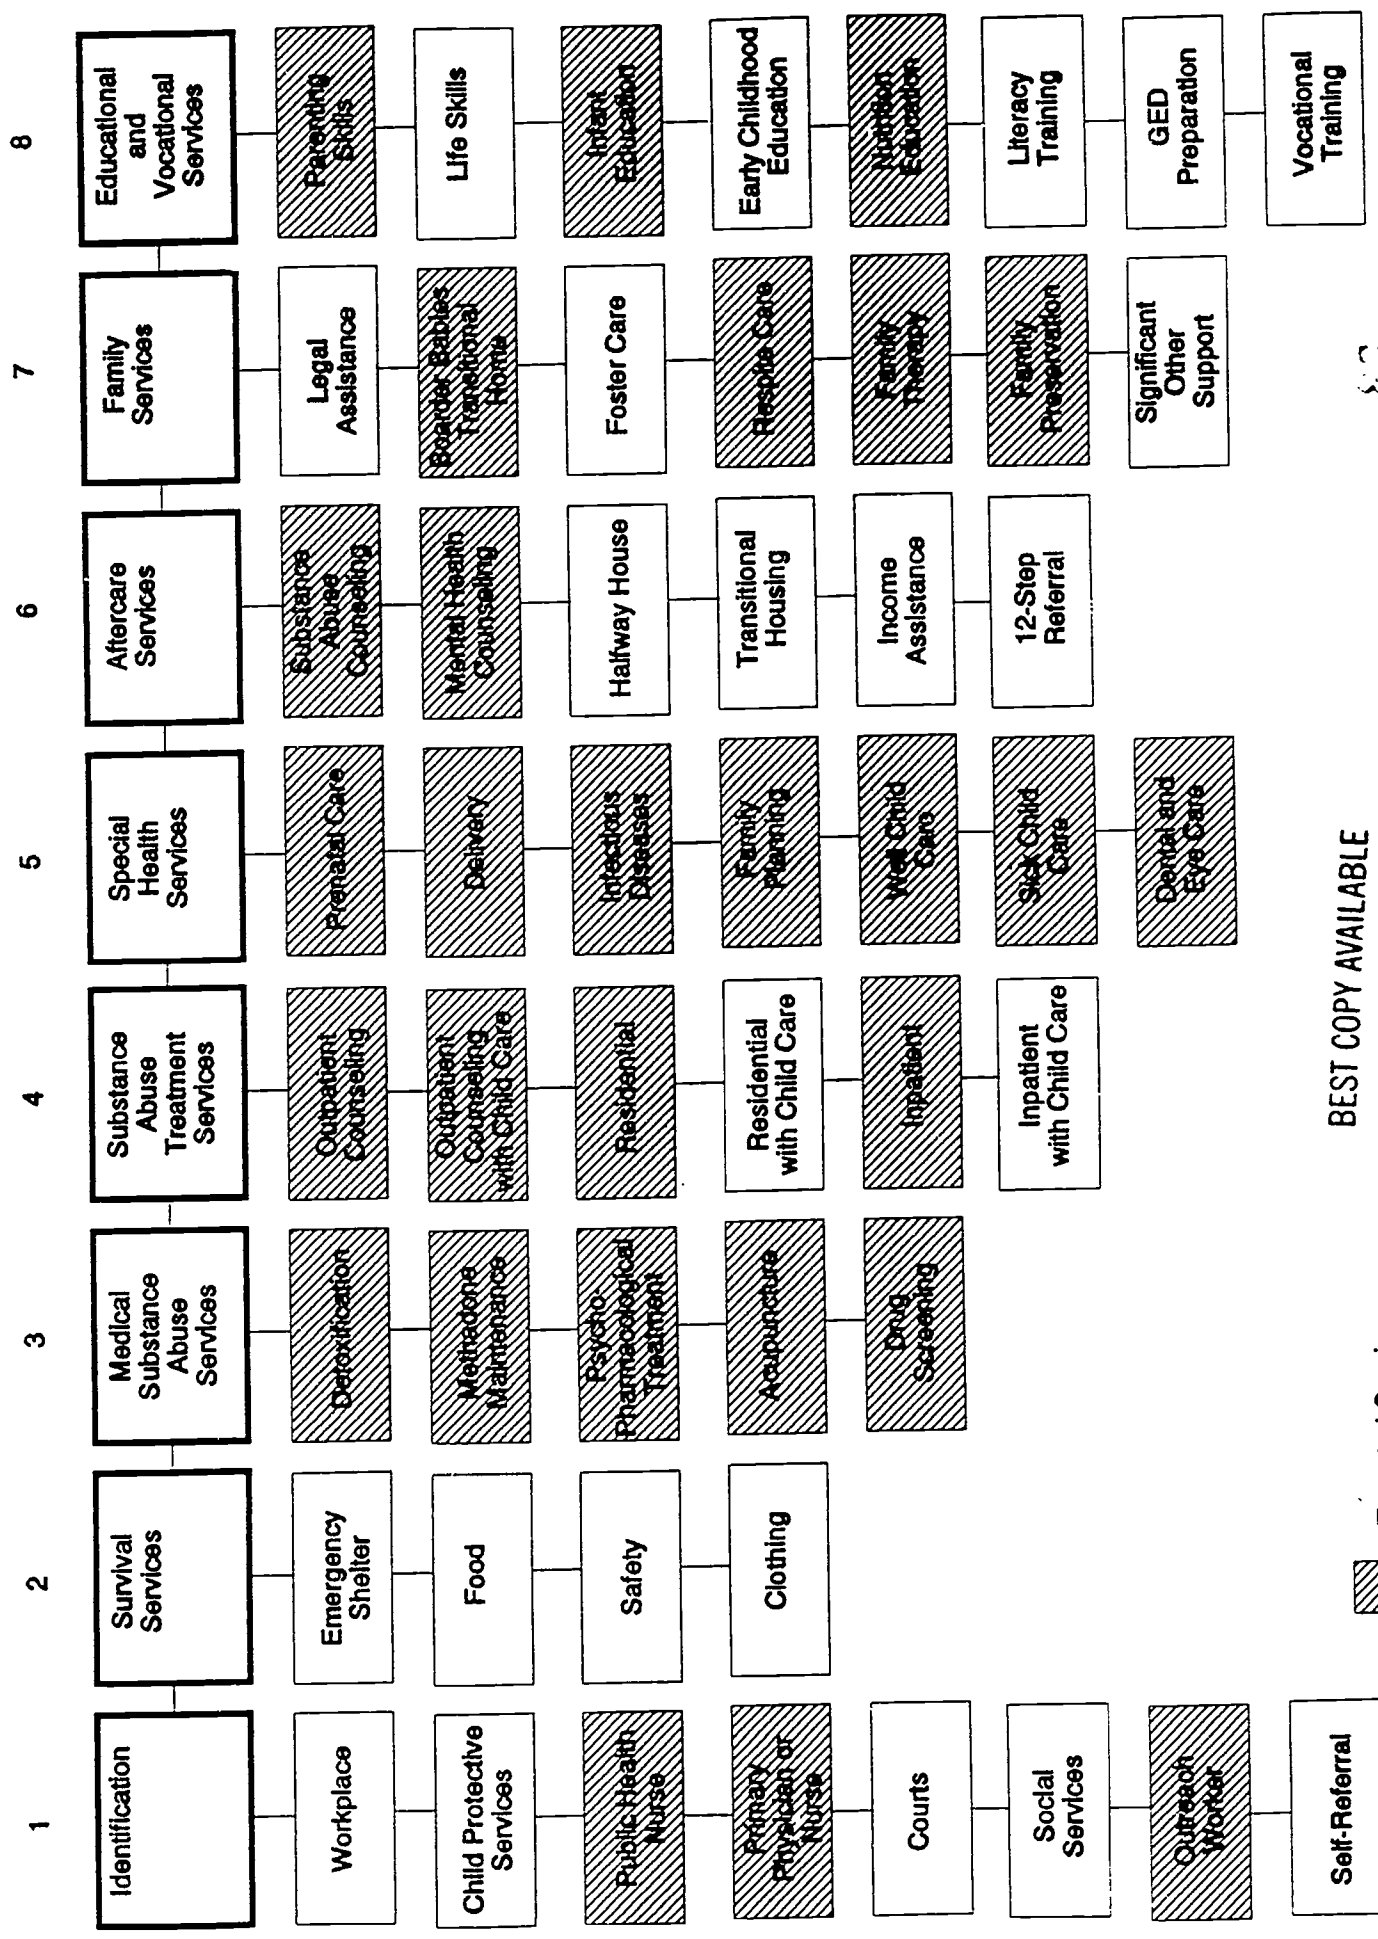 1
Identification
Workplace
Child Protective
Services
Public Health
Nurse
Primary
Physician or
Nurse
Courts
Social
Services
Outreach
Worker
Self-Referral
2
Survival
Services
Emergency
Shelter
Food
Safety
Clothing
3
Medical
Substance
Abuse
Services
Detoxification
Methadone
Maintenance
Psycho-
Pharmacological
Treatment
Acupuncture
Drug
Screening
4
Substance
Abuse
Treatment
Services
Outpatient
Counseling
Outpatient
Counseling
with Child Care
Residential
Residential
with Child Care
Inpatient
Inpatient
with Child Care
5
Special
Health
Services
Prenatal Care
Delivery
Infectious
Diseases
Family
Planning
Well Child
Care
Sick Child
Care
Dental and
Eye Care
6
Aftercare
Services
Substance
Abuse
Counseling
Mental Health
Counseling
Halfway House
Transitional
Housing
Income
Assistance
12-Step
Referral
7
Family
Services
Legal
Assistance
Boarder Babies
Transitional
Home
Foster Care
Respite Care
Family
Therapy
Family
Preservation
Significant
Other
Support
8
Educational
and
Vocational
Services
Parenting
Skills
Life Skills
Infant
Education
Early Childhood
Education
Nutrition
Education
Literacy
Training
GED
Preparation
Vocational
Training
BEST COPY AVAILABLE